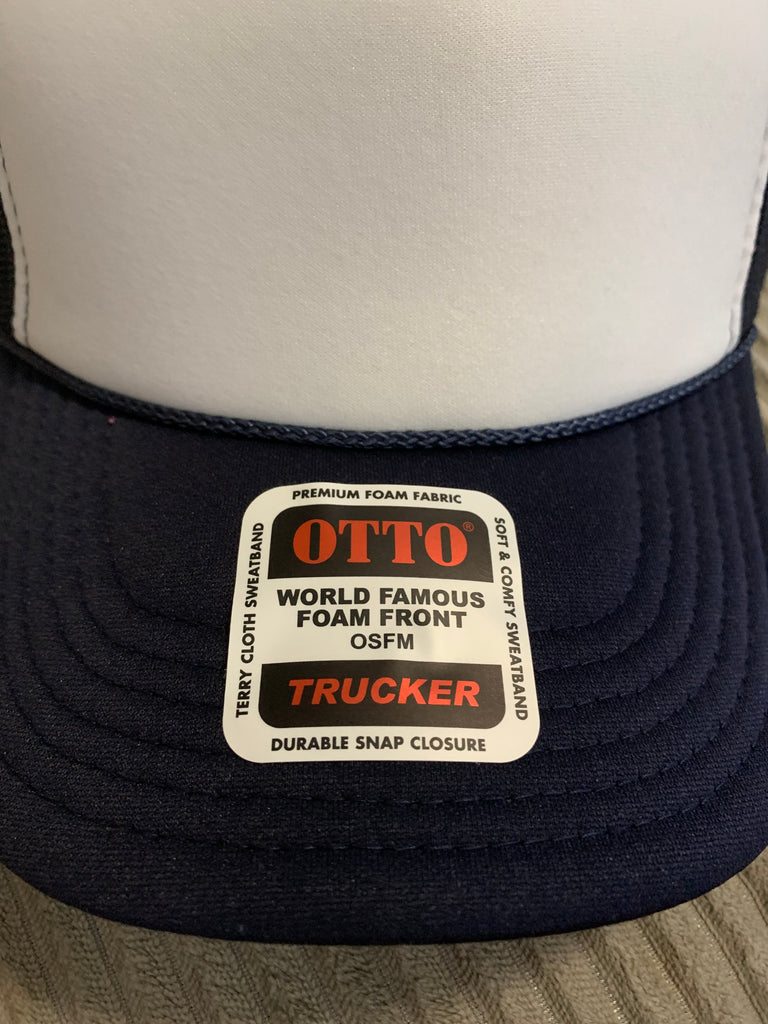 PREMIUM FOAM FABRIC
OTTO®
WORLD FAMOUS
FOAM FRONT
OSFM
TRUCKER
DURABLE SNAP CLOSURE
TERRY CLOTH SWEATBAND
SOFT & COMFY SWEATBAND